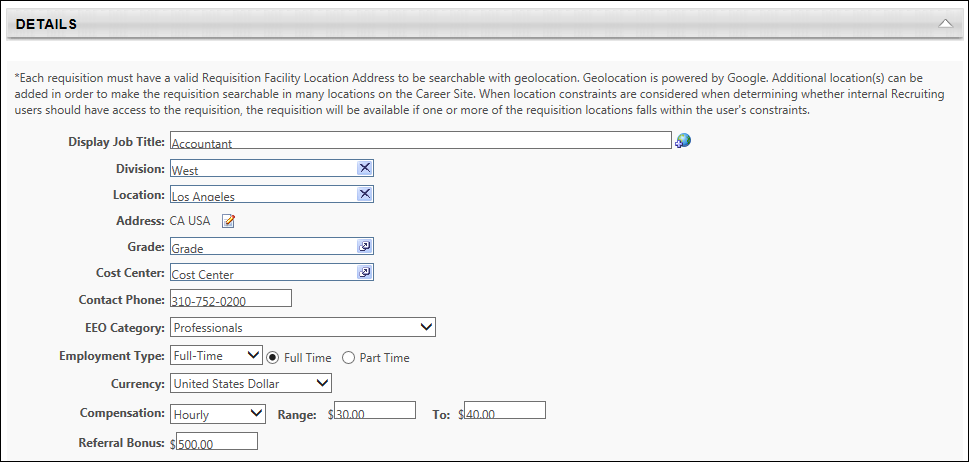 DETAILS
*Each requisition must have a valid Requisition Facility Location Address to be searchable with geolocation. Geolocation is powered by Google. Additional location(s) can be
added in order to make the requisition searchable in many locations on the Career Site. When location constraints are considered when determining whether internal Recruiting
users should have access to the requisition, the requisition will be available if one or more of the requisition locations falls within the user's constraints.
Display Job Title: Accountant
Division: West
Location: Los Angeles
Address: CA USA
Grade: Grade
Cost Center: Cost Center
Contact Phone: 310-752-0200
EEO Category: Professionals
Employment Type: Full-Time Full Time Part Time
Currency: United States Dollar
Compensation: Hourly Range: $30.00 To: $40.00
Referral Bonus: $500.00